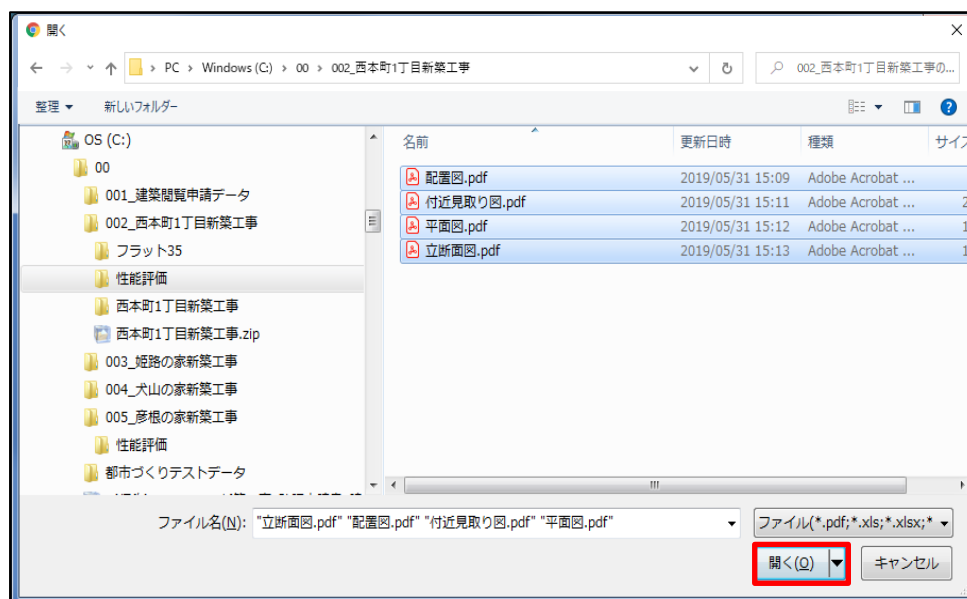 開く
PC › Windows (C:) › 00 › 002_西本町1丁目新築工事
002_西本町1丁目新築工事の...
整理 新しいフォルダー
OS (C:)
00
001_建築閲覧申請データ
002_西本町1丁目新築工事
フラット35
性能評価
西本町1丁目新築工事
西本町1丁目新築工事.zip
003_姫路の家新築工事
004_犬山の家新築工事
005_彦根の家新築工事
性能評価
都市づくりテストデータ
名前 更新日時 種類 サイズ
配置図.pdf 2019/05/31 15:09 Adobe Acrobat ...
付近見取り図.pdf 2019/05/31 15:11 Adobe Acrobat ... 2
平面図.pdf 2019/05/31 15:12 Adobe Acrobat ... 1
立断面図.pdf 2019/05/31 15:13 Adobe Acrobat ... 1
ファイル名(N): "立断面図.pdf" "配置図.pdf" "付近見取り図.pdf" "平面図.pdf"
ファイル(*.pdf;*.xls;*.xlsx;*
開く(O) キャンセル